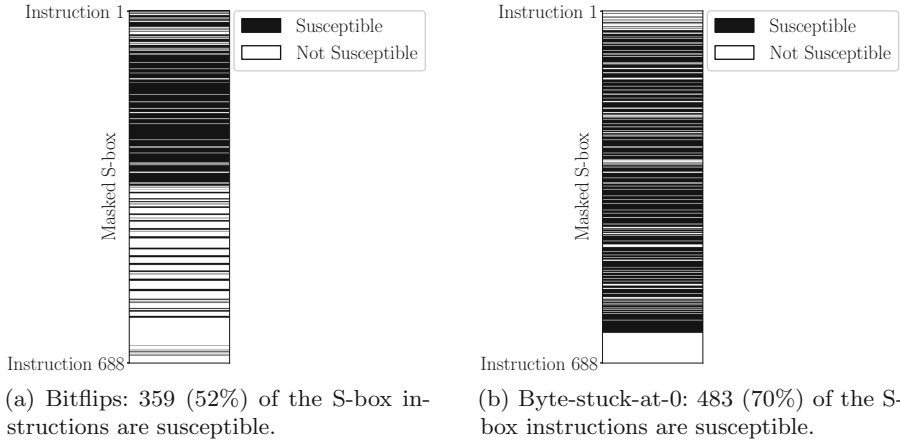 Instruction 1
Susceptible
Not Susceptible
Masked S-box
Instruction 688
(a) Bitflips: 359 (52%) of the S-box in-
structions are susceptible.
Instruction 1
Susceptible
Not Susceptible
Masked S-box
Instruction 688
(b) Byte-stuck-at-0: 483 (70%) of the S-
box instructions are susceptible.